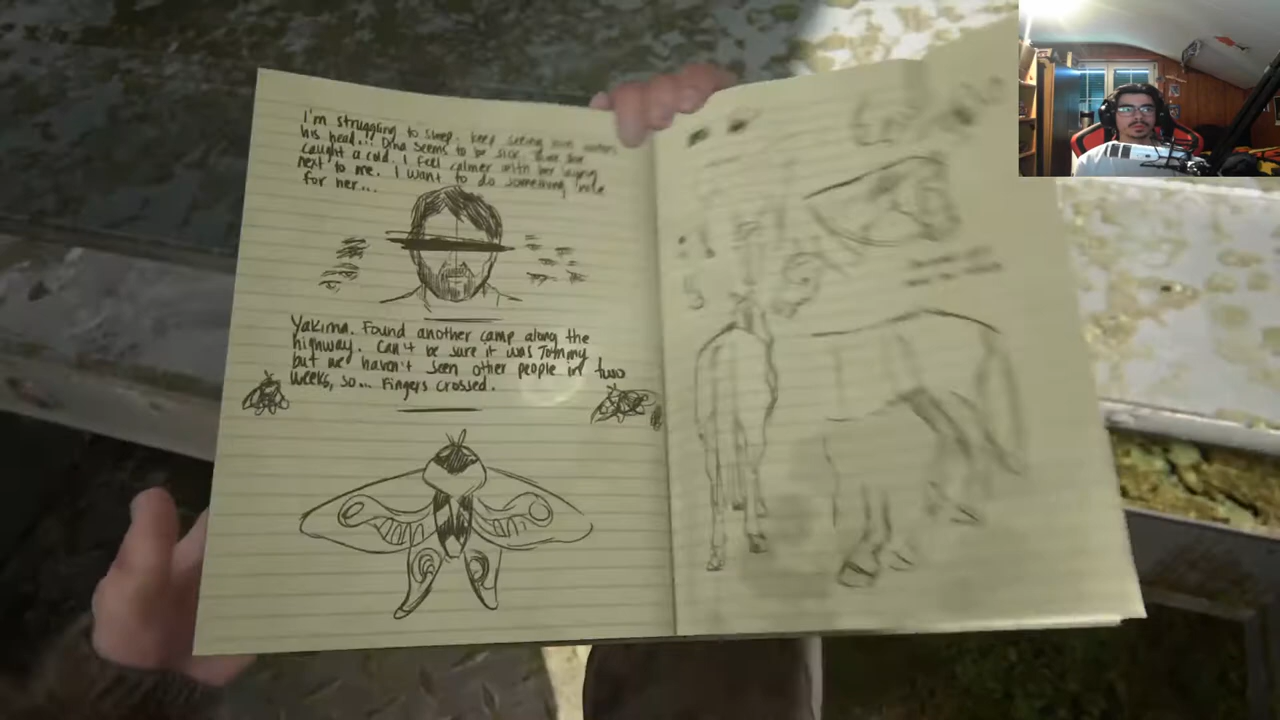 I'm struggling to sleep. Keep seeing
his head... Dina seems to be sick.
caught a cold. I feel calmer with her laying
next to me. I want to do something nice
for her...
Yakima. Found another camp along the
highway. Can't be sure it was Tommy
but we haven't seen other people in two
weeks, so... Fingers crossed.